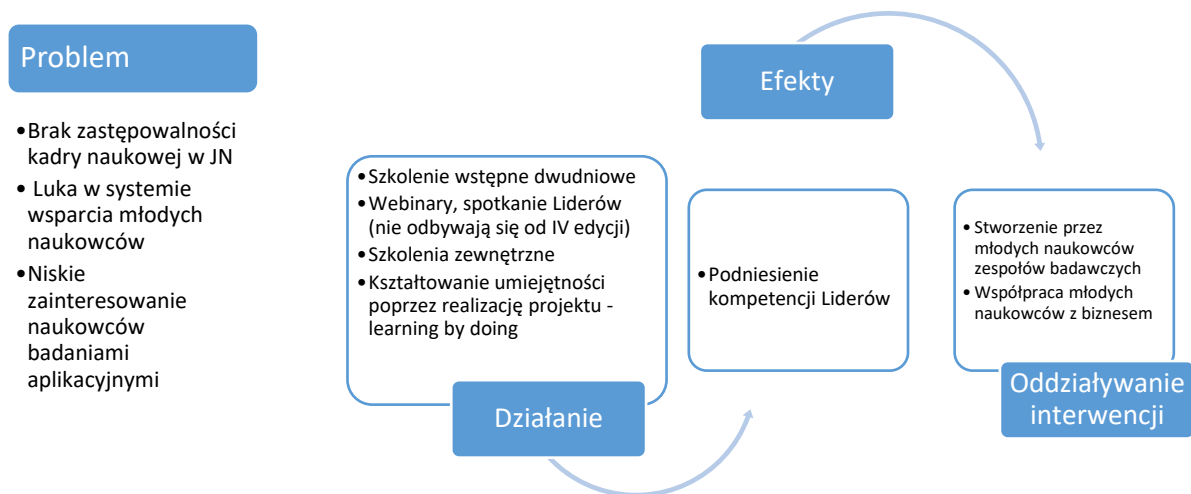 Problem
•Brak zastępowalności
kadry naukowej w JN
• Luka w systemie
wsparcia młodych
naukowców
•Niskie
zainteresowanie
naukowców
badaniami
aplikacyjnymi
•Szkolenie wstępne dwudniowe
•Webinary, spotkanie Liderów
(nie odbywają się od IV edycji)
•Szkolenia zewnętrzne
•Kształtowanie umiejętności
poprzez realizację projektu -
learning by doing
Działanie
Efekty
•Podniesienie
kompetencji Liderów
•Stworzenie przez
młodych naukowców
zespołów badawczych
•Współpraca młodych
naukowców z biznesem
Oddziaływanie
interwencji